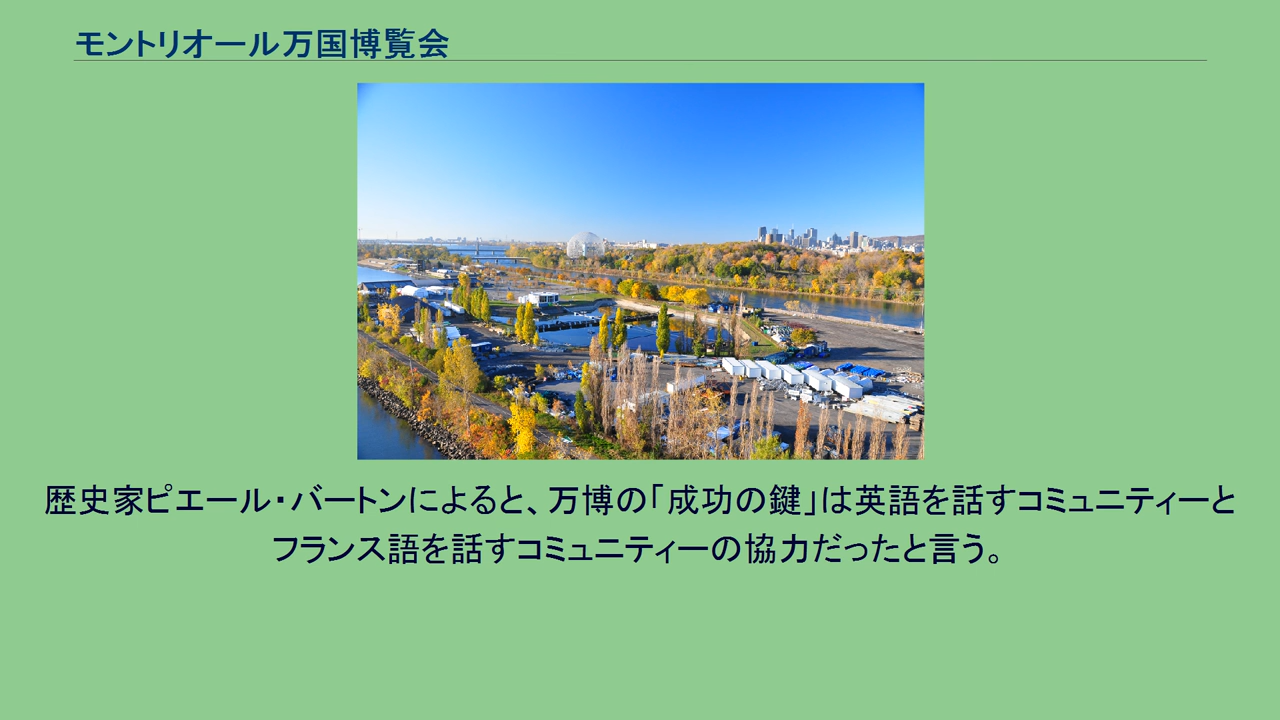 モントリオール万国博覧会
歴史家ピエール・バートンによると、万博の「成功の鍵」は英語を話すコミュニティーと
フランス語を話すコミュニティーの協力だったと言う。